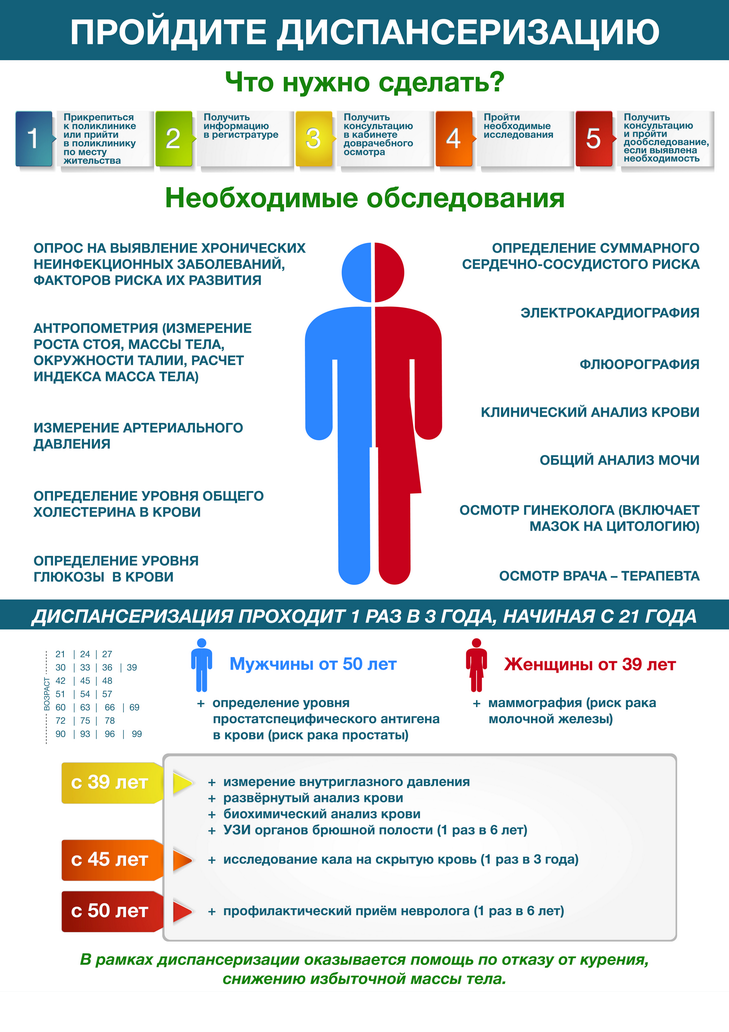 ПРОЙДИТЕ ДИСПАНСЕРИЗАЦИЮ
Что нужно сделать?
1
Прикрепиться
к поликлинике
или прийти
в поликлинику
по месту
жительства
2
Получить
информацию
в регистратуре
3
Получить
консультацию
в кабинете
доврачебного
осмотра
4
Пройти
необходимые
исследования
5
Получить
консультацию
и пройти
дообследование,
если выявлена
необходимость
Необходимые обследования
ОПРОС НА ВЫЯВЛЕНИЕ ХРОНИЧЕСКИХ
НЕИНФЕКЦИОННЫХ ЗАБОЛЕВАНИЙ,
ФАКТОРОВ РИСКА ИХ РАЗВИТИЯ
АНТРОПОМЕТРИЯ (ИЗМЕРЕНИЕ
РОСТА СТОЯ, МАССЫ ТЕЛА,
ОКРУЖНОСТИ ТАЛИИ, РАСЧЕТ
ИНДЕКСА МАССА ТЕЛА)
ИЗМЕРЕНИЕ АРТЕРИАЛЬНОГО
ДАВЛЕНИЯ
ОПРЕДЕЛЕНИЕ УРОВНЯ ОБЩЕГО
ХОЛЕСТЕРИНА В КРОВИ
ОПРЕДЕЛЕНИЕ УРОВНЯ
ГЛЮКОЗЫ В КРОВИ
ОПРЕДЕЛЕНИЕ СУММАРНОГО
СЕРДЕЧНО-СОСУДИСТОГО РИСКА
ЭЛЕКТРОКАРДИОГРАФИЯ
ФЛЮОРОГРАФИЯ
КЛИНИЧЕСКИЙ АНАЛИЗ КРОВИ
ОБЩИЙ АНАЛИЗ МОЧИ
ОСМОТР ГИНЕКОЛОГА (ВКЛЮЧАЕТ
МАЗОК НА ЦИТОЛОГИЮ)
ОСМОТР ВРАЧА – ТЕРАПЕВТА
ДИСПАНСЕРИЗАЦИЯ ПРОХОДИТ 1 РАЗ В 3 ГОДА, НАЧИНАЯ С 21 ГОДА
ВОЗРАСТ
21 | 24 | 27
30 | 33 | 36 | 39
42 | 45 | 48
51 | 54 | 57
60 | 63 | 66 | 69
72 | 75 | 78
90 | 93 | 96 | 99
Мужчины от 50 лет
+ определение уровня
простатспецифического антигена
в крови (риск рака простаты)
Женщины от 39 лет
+ маммография (риск рака
молочной железы)
с 39 лет
+ измерение внутриглазного давления
+ развёрнутый анализ крови
+ биохимический анализ крови
+ УЗИ органов брюшной полости (1 раз в 6 лет)
с 45 лет
+ исследование кала на скрытую кровь (1 раз в 3 года)
с 50 лет
+ профилактический приём невролога (1 раз в 6 лет)
В рамках диспансеризации оказывается помощь по отказу от курения,
снижению избыточной массы тела.